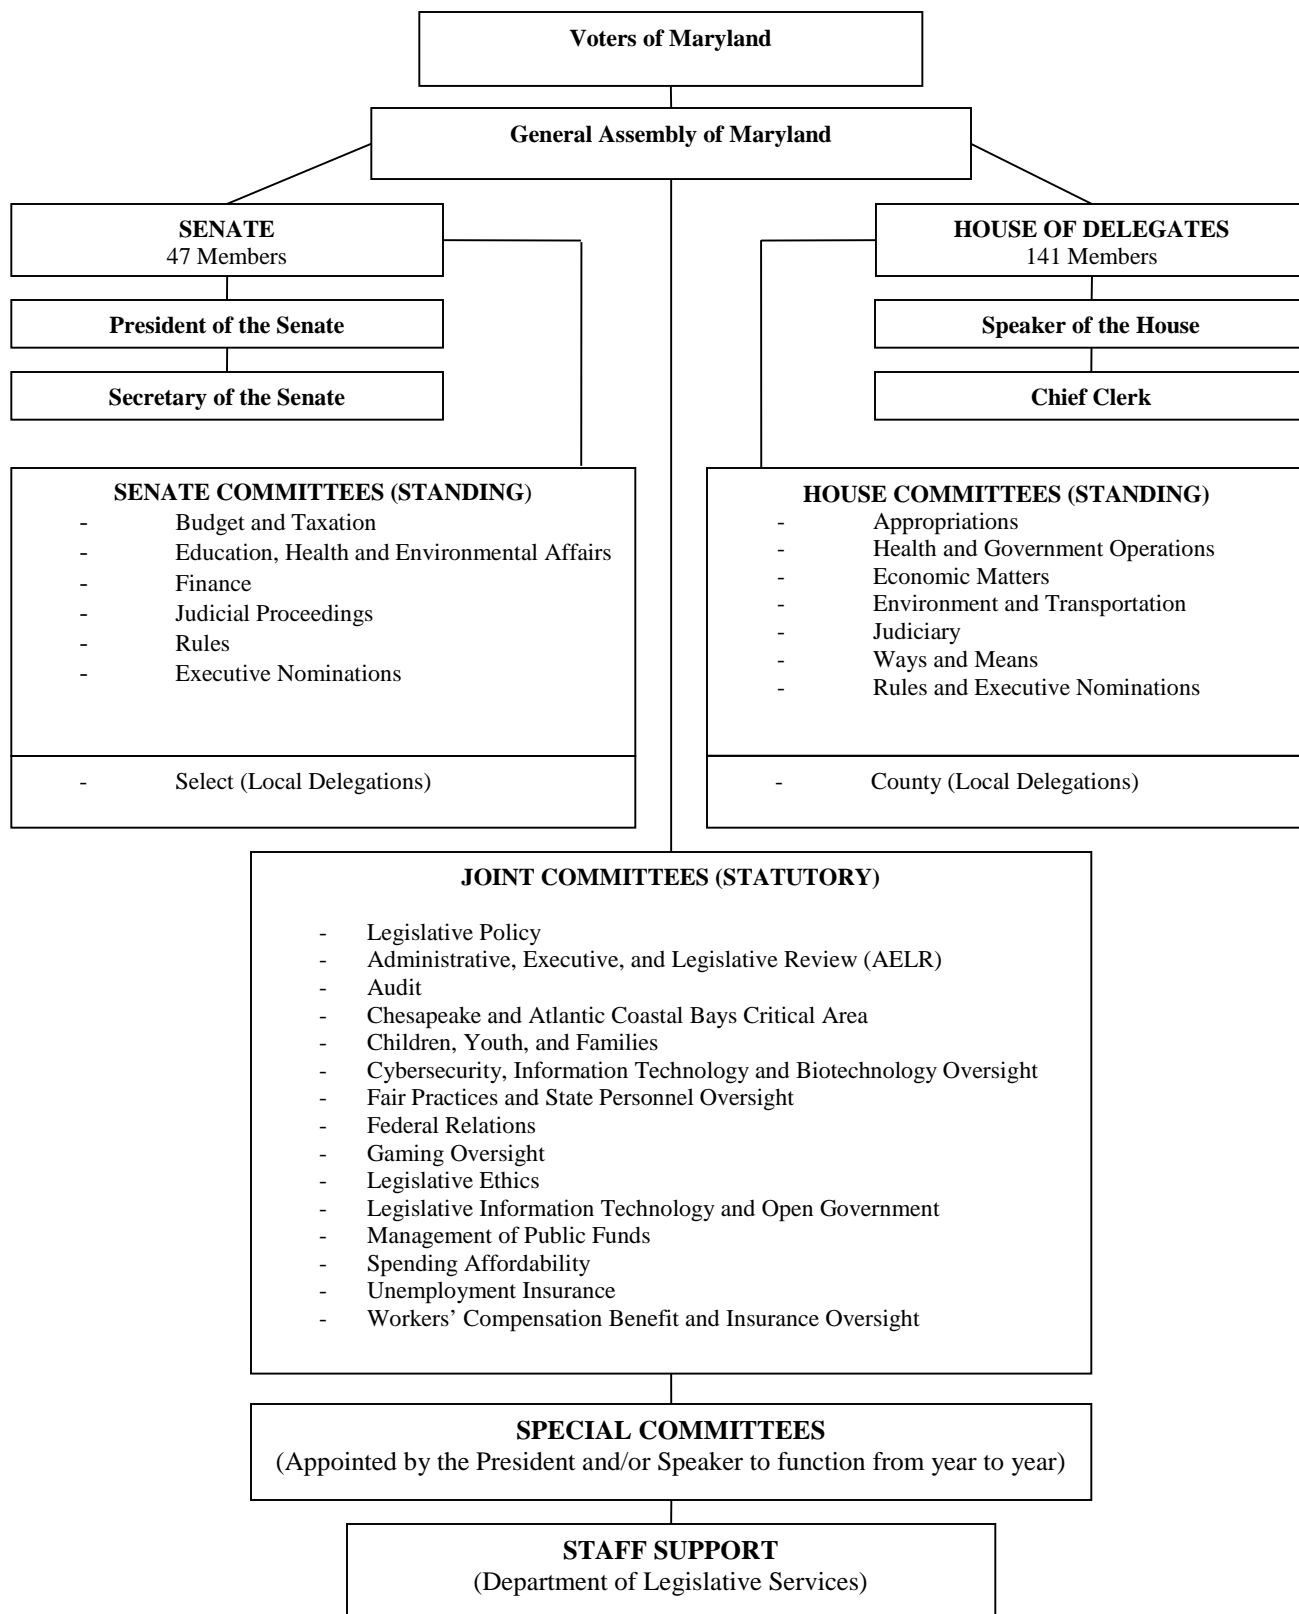 Voters of Maryland
General Assembly of Maryland
SENATE
47 Members
HOUSE OF DELEGATES
141 Members
President of the Senate
Speaker of the House
Secretary of the Senate
Chief Clerk
SENATE COMMITTEES (STANDING)
- Budget and Taxation
- Education, Health and Environmental Affairs
- Finance
- Judicial Proceedings
- Rules
- Executive Nominations
- Select (Local Delegations)
HOUSE COMMITTEES (STANDING)
- Appropriations
- Health and Government Operations
- Economic Matters
- Environment and Transportation
- Judiciary
- Ways and Means
- Rules and Executive Nominations
- County (Local Delegations)
JOINT COMMITTEES (STATUTORY)
- Legislative Policy
- Administrative, Executive, and Legislative Review (AELR)
- Audit
- Chesapeake and Atlantic Coastal Bays Critical Area
- Children, Youth, and Families
- Cybersecurity, Information Technology and Biotechnology Oversight
- Fair Practices and State Personnel Oversight
- Federal Relations
- Gaming Oversight
- Legislative Ethics
- Legislative Information Technology and Open Government
- Management of Public Funds
- Spending Affordability
- Unemployment Insurance
- Workers’ Compensation Benefit and Insurance Oversight
SPECIAL COMMITTEES
(Appointed by the President and/or Speaker to function from year to year)
STAFF SUPPORT
(Department of Legislative Services)